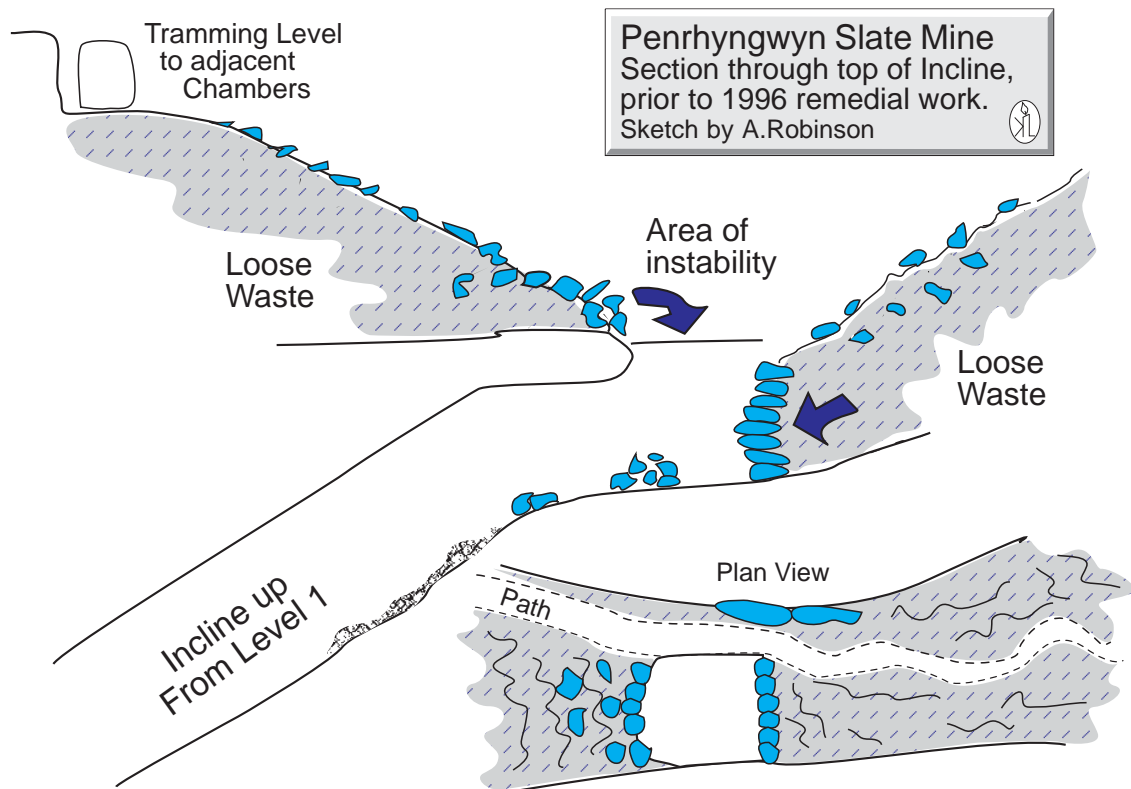 Tramming Level
to adjacent
Chambers
Penrhyngwyn Slate Mine
Section through top of Incline,
prior to 1996 remedial work.
Sketch by A.Robinson
Area of
instability
Loose
Waste
Loose
Waste
Incline up
From Level 1
Plan View
Path